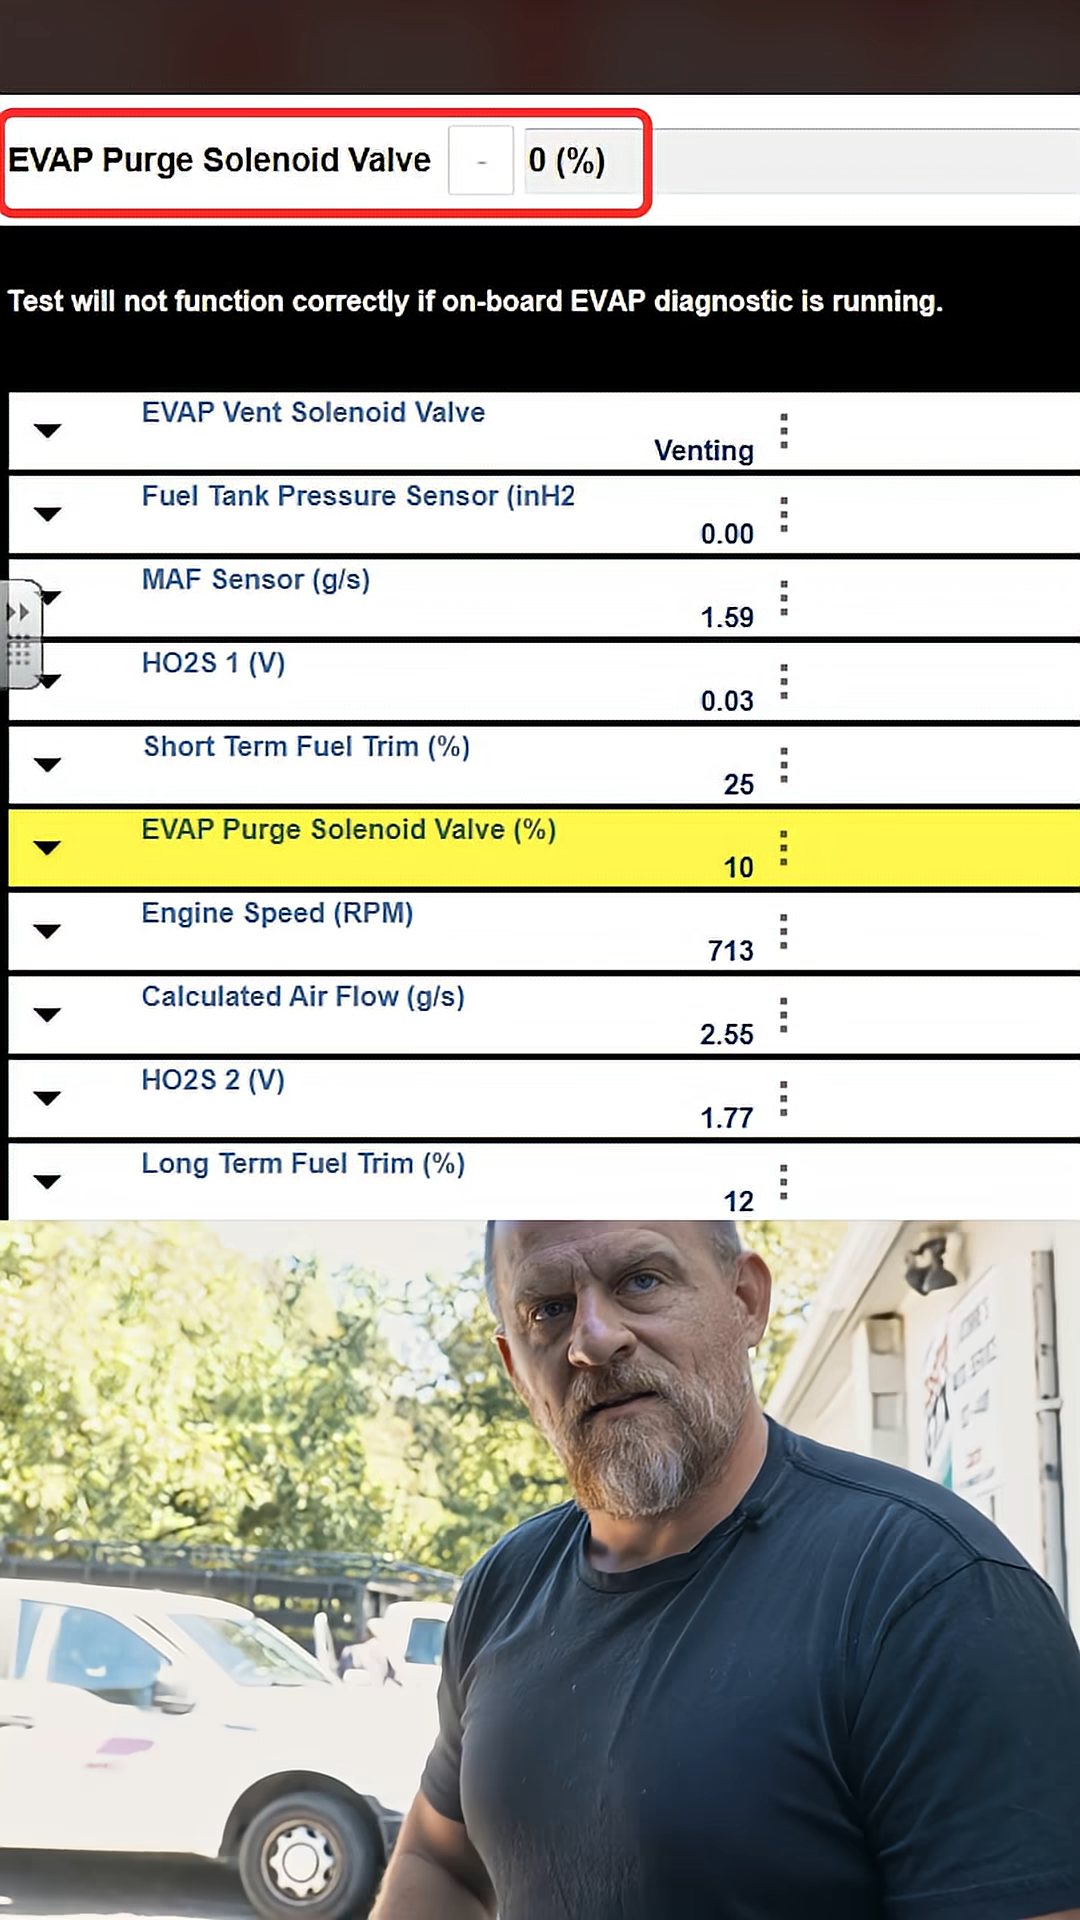 EVAP Purge Solenoid Valve - 0 (%)
Test will not function correctly if on-board EVAP diagnostic is running.
EVAP Vent Solenoid Valve
Venting
Fuel Tank Pressure Sensor (inH2
0.00
MAF Sensor (g/s)
1.59
HO2S 1 (V)
0.03
Short Term Fuel Trim (%)
25
EVAP Purge Solenoid Valve (%)
10
Engine Speed (RPM)
713
Calculated Air Flow (g/s)
2.55
HO2S 2 (V)
1.77
Long Term Fuel Trim (%)
12